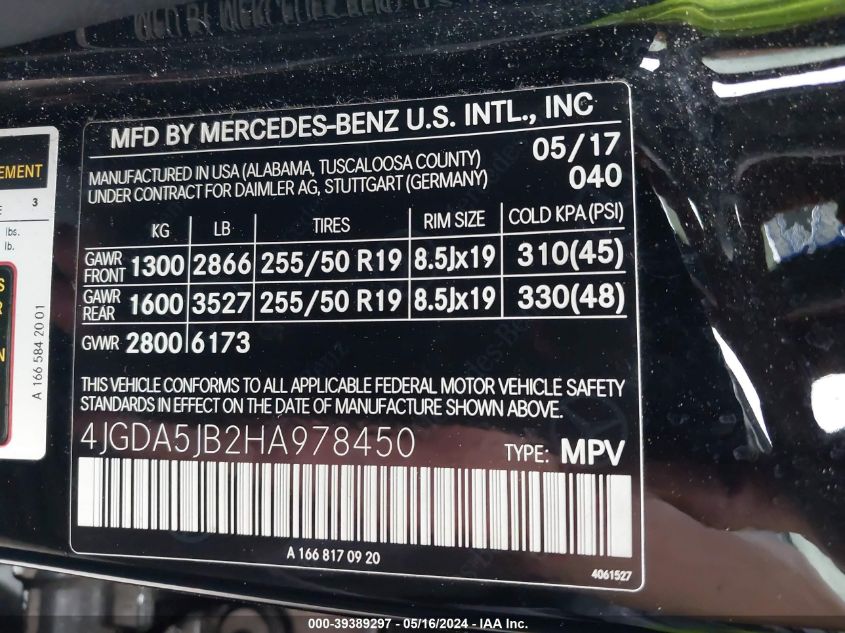 MFD BY MERCEDES-BENZ U.S. INTL., INC
MANUFACTURED IN USA (ALABAMA, TUSCALOOSA COUNTY) 05/17
UNDER CONTRACT FOR DAIMLER AG, STUTTGART (GERMANY) 040
KG LB TIRES RIM SIZE COLD KPA (PSI)
GAWR FRONT 1300 2866 255/50 R19 8.5Jx19 310(45)
GAWR REAR 1600 3527 255/50 R19 8.5Jx19 330(48)
GVWR 2800 6173
THIS VEHICLE CONFORMS TO ALL APPLICABLE FEDERAL MOTOR VEHICLE SAFETY
STANDARDS IN EFFECT ON THE DATE OF MANUFACTURE SHOWN ABOVE.
4JGDA5JB2HA978450 TYPE: MPV
A 166 817 09 20
4061527
EMENT
3
lbs.
lb.
A 166 584 20 01
000-39389297 - 05/16/2024 - IAA Inc.